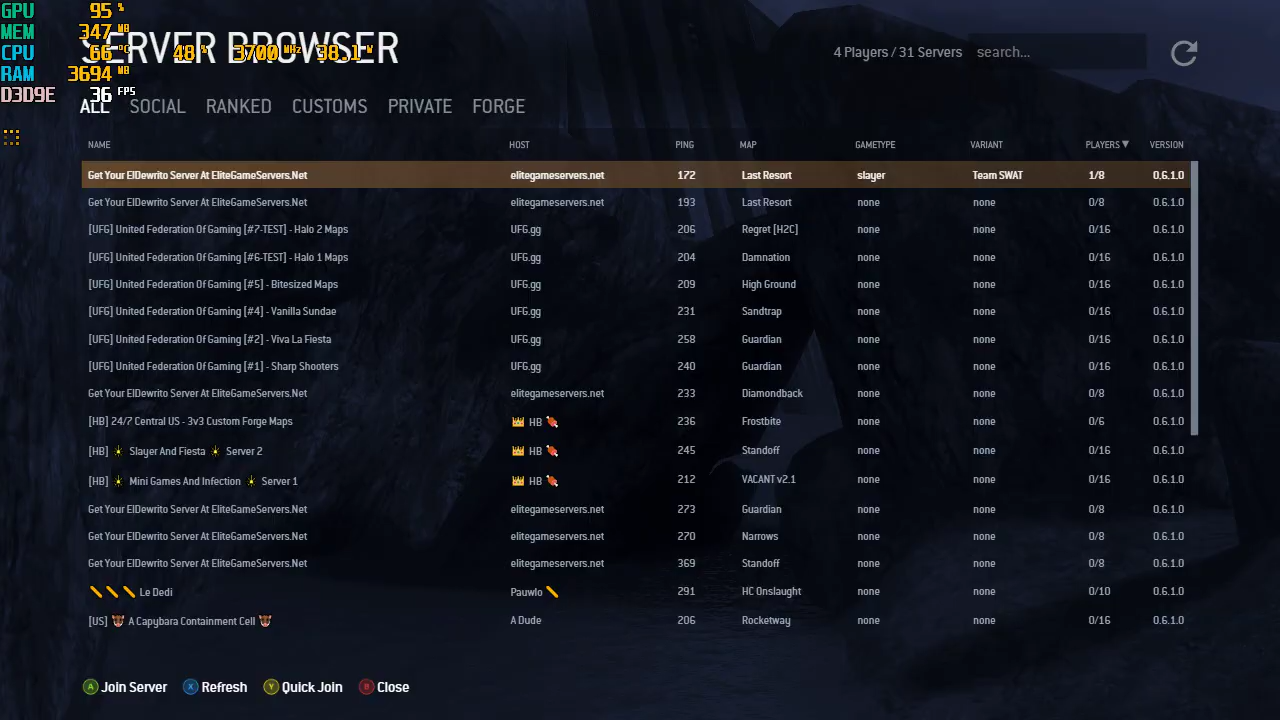 GPU 95 %
MEM 347 MB
CPU 66 °C 48 % 3700 MHz 38.1 W
RAM 3694 MB
D3D9E 36 FPS
SERVER BROWSER
4 Players / 31 Servers search...
ALL SOCIAL RANKED CUSTOMS PRIVATE FORGE
NAME HOST PING MAP GAMETYPE VARIANT PLAYERS▼ VERSION
Get Your ElDewrito Server At EliteGameServers.Net elitegameservers.net 172 Last Resort slayer Team SWAT 1/8 0.6.1.0
Get Your ElDewrito Server At EliteGameServers.Net elitegameservers.net 193 Last Resort none none 0/8 0.6.1.0
[UFG] United Federation Of Gaming [#7-TEST] - Halo 2 Maps UFG.gg 206 Regret [H2C] none none 0/16 0.6.1.0
[UFG] United Federation Of Gaming [#6-TEST] - Halo 1 Maps UFG.gg 204 Damnation none none 0/16 0.6.1.0
[UFG] United Federation Of Gaming [#5] - Bitesized Maps UFG.gg 209 High Ground none none 0/16 0.6.1.0
[UFG] United Federation Of Gaming [#4] - Vanilla Sundae UFG.gg 231 Sandtrap none none 0/16 0.6.1.0
[UFG] United Federation Of Gaming [#2] - Viva La Fiesta UFG.gg 258 Guardian none none 0/16 0.6.1.0
[UFG] United Federation Of Gaming [#1] - Sharp Shooters UFG.gg 240 Guardian none none 0/16 0.6.1.0
Get Your ElDewrito Server At EliteGameServers.Net elitegameservers.net 233 Diamondback none none 0/8 0.6.1.0
[HB] 24/7 Central US - 3v3 Custom Forge Maps HB 236 Frostbite none none 0/6 0.6.1.0
[HB] Slayer And Fiesta Server 2 HB 245 Standoff none none 0/16 0.6.1.0
[HB] Mini Games And Infection Server 1 HB 212 VACANT v2.1 none none 0/16 0.6.1.0
Get Your ElDewrito Server At EliteGameServers.Net elitegameservers.net 273 Guardian none none 0/8 0.6.1.0
Get Your ElDewrito Server At EliteGameServers.Net elitegameservers.net 270 Narrows none none 0/8 0.6.1.0
Get Your ElDewrito Server At EliteGameServers.Net elitegameservers.net 369 Standoff none none 0/8 0.6.1.0
Le Dedi Pauwlo 291 HC Onslaught none none 0/10 0.6.1.0
[US] A Capybara Containment Cell A Dude 206 Rocketway none none 0/16 0.6.1.0
A Join Server X Refresh Y Quick Join B Close